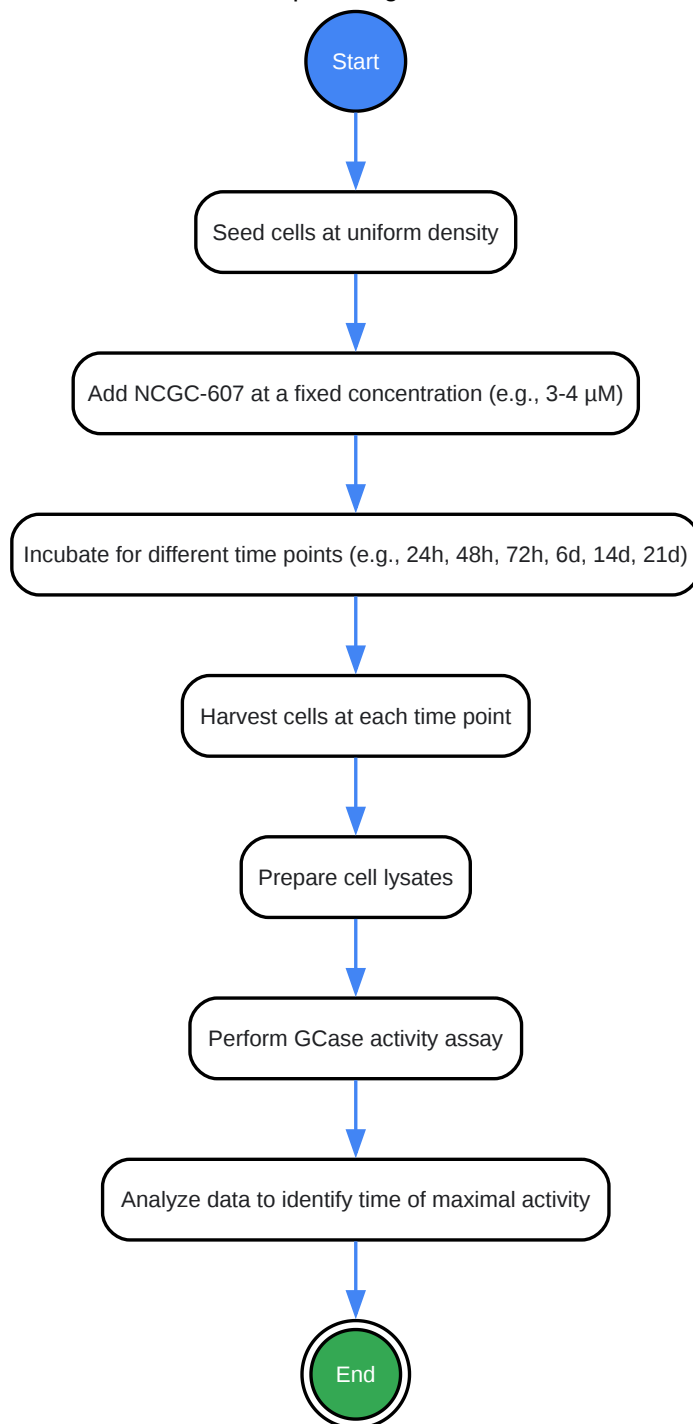 Start
Seed cells at uniform density
Add NCGC-607 at a fixed concentration (e.g., 3-4 µM)
Incubate for different time points (e.g., 24h, 48h, 72h, 6d, 14d, 21d)
Harvest cells at each time point
Prepare cell lysates
Perform GCase activity assay
Analyze data to identify time of maximal activity
End